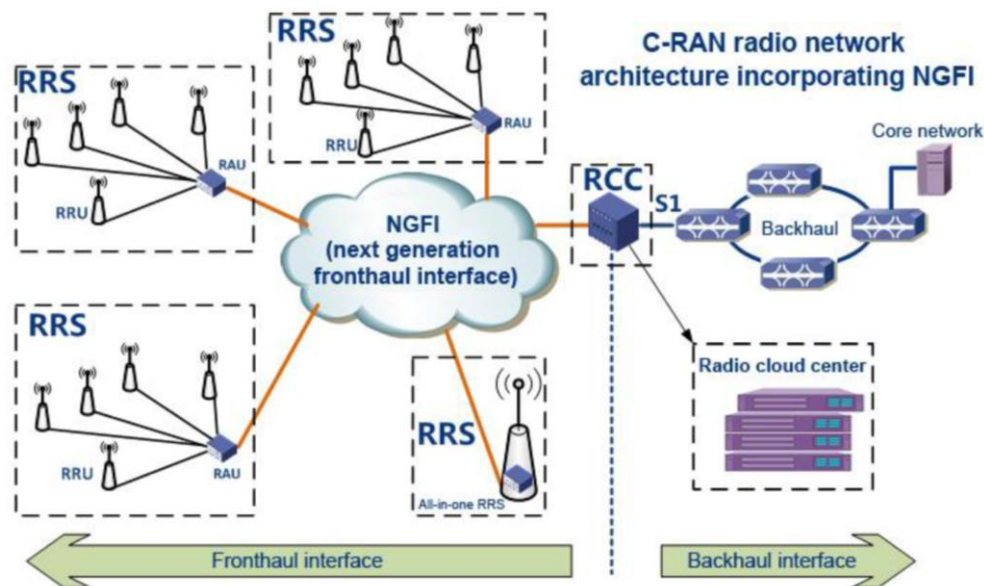 RRS
RAU
RRU
RRS
RAU
RRU
C-RAN radio network
architecture incorporating NGFI
Core network
RCC
S1
Backhaul
NGFI
(next generation
fronthaul interface)
RRS
RRU
RAU
RRS
All-in-one RRS
Radio cloud center
Fronthaul interface
Backhaul interface